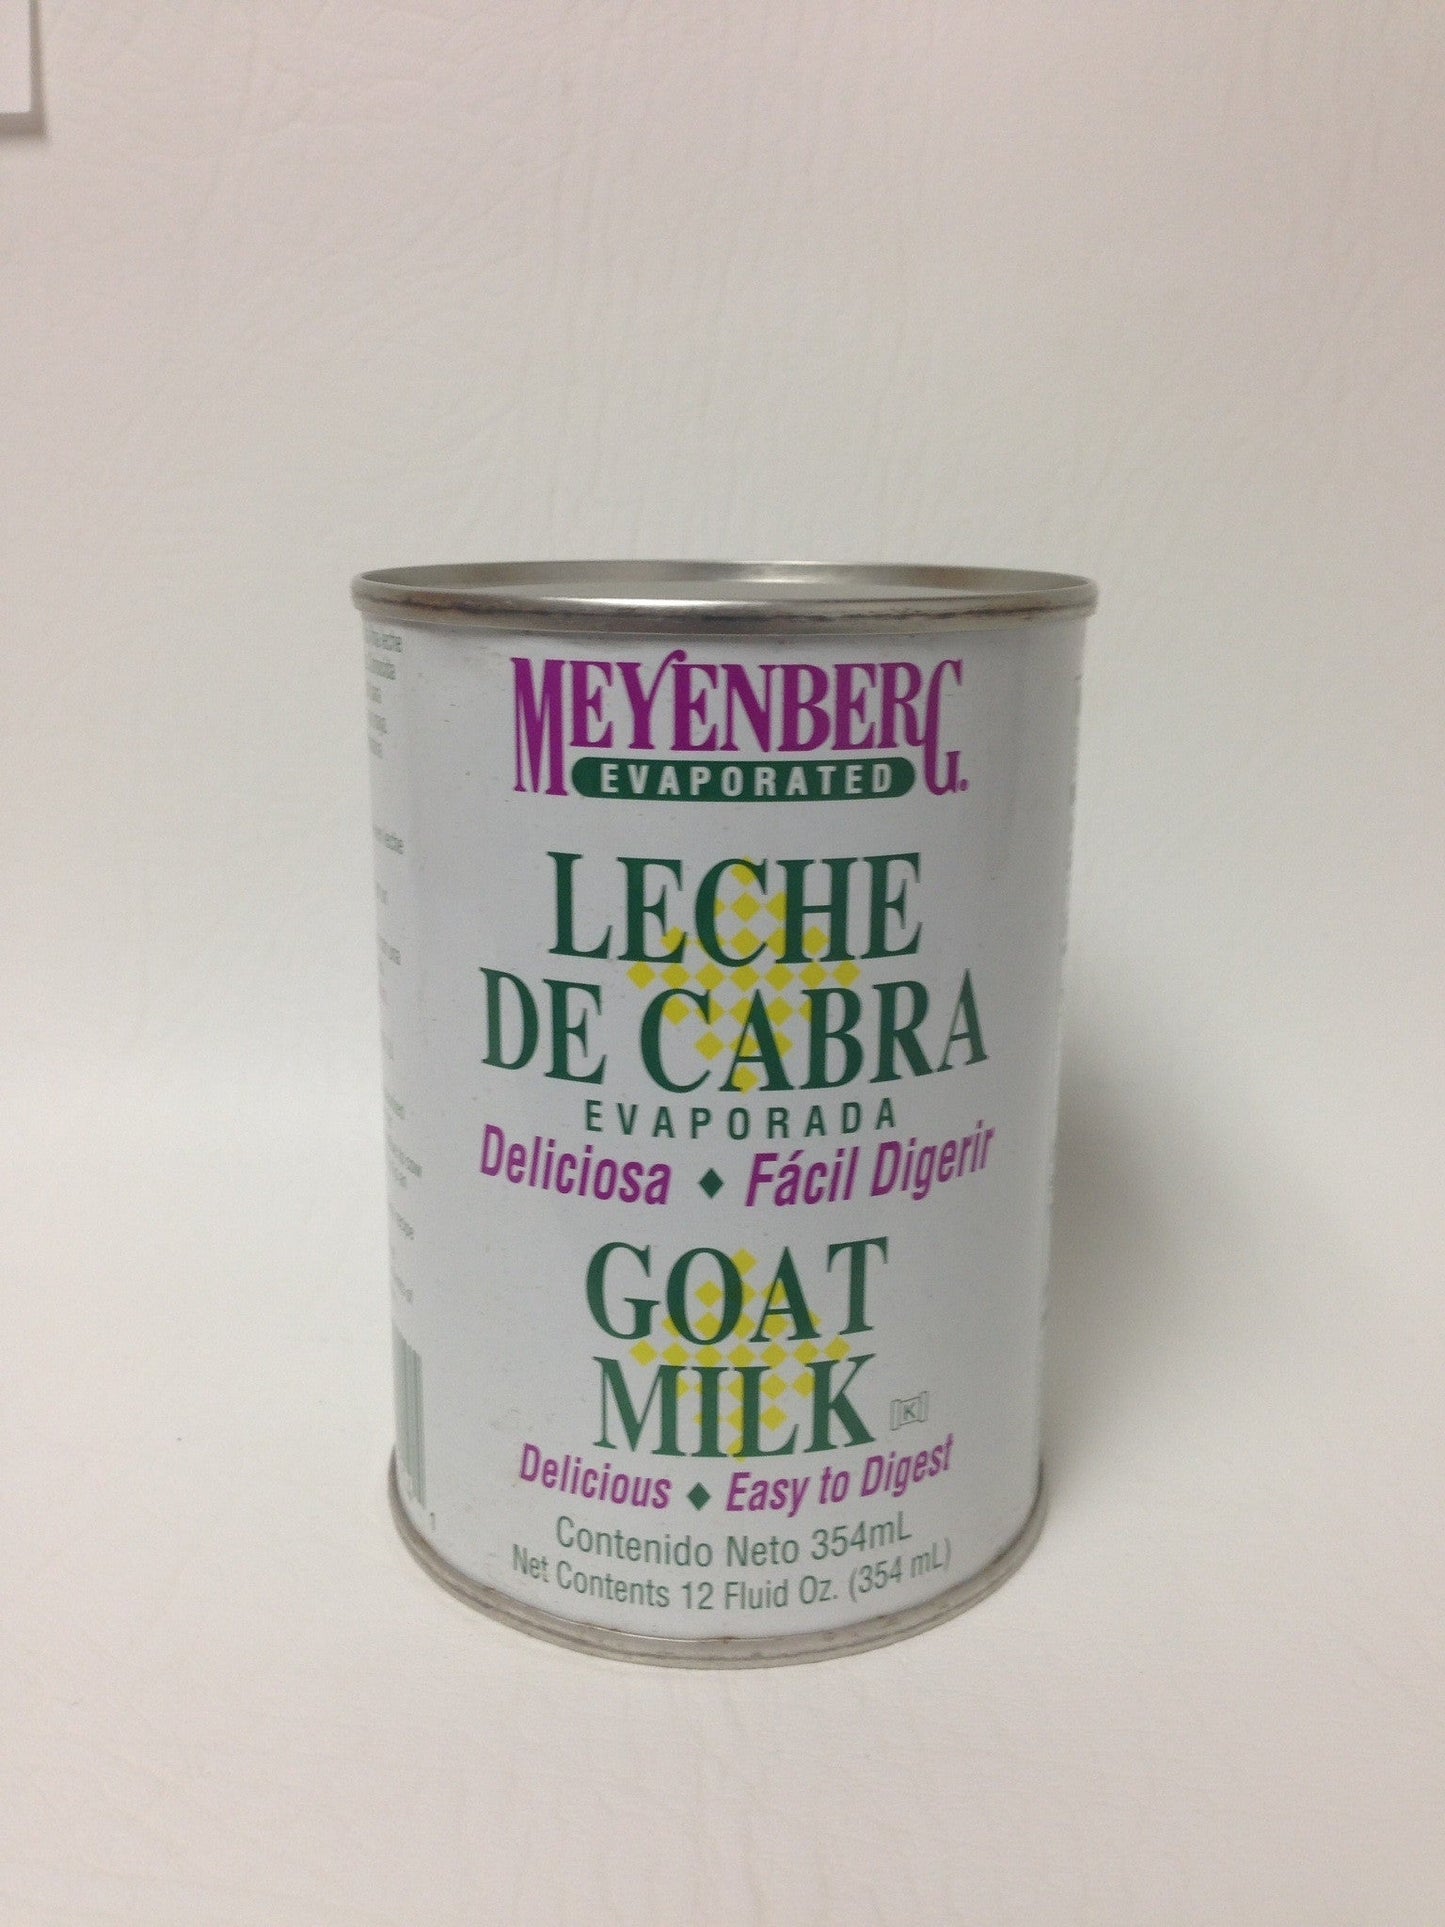 MEYENBERG.
EVAPORATED
LECHE
DE CABRA
EVAPORADA
Deliciosa ♦ Fácil Digerir
GOAT
MILK K
Delicious ♦ Easy to Digest
Contenido Neto 354mL
Net Contents 12 Fluid Oz. (354 mL)